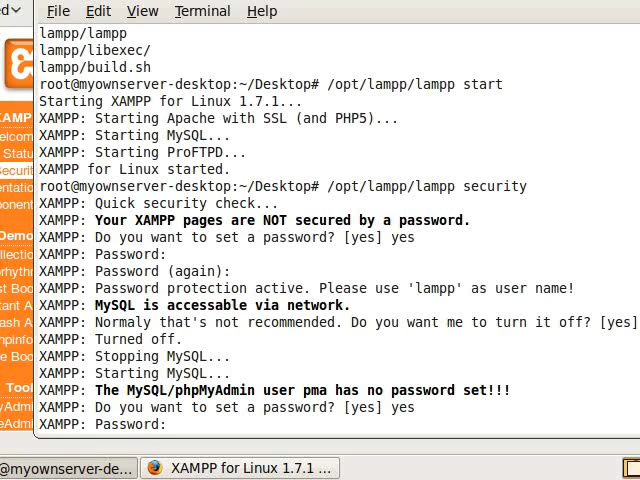 File Edit View Terminal Help
lampp/lampp
lampp/libexec/
lampp/build.sh
root@myownserver-desktop:~/Desktop# /opt/lampp/lampp start
Starting XAMPP for Linux 1.7.1...
XAMPP: Starting Apache with SSL (and PHP5)...
XAMPP: Starting MySQL...
XAMPP: Starting ProFTPD...
XAMPP for Linux started.
root@myownserver-desktop:~/Desktop# /opt/lampp/lampp security
XAMPP: Quick security check...
XAMPP: Your XAMPP pages are NOT secured by a password.
XAMPP: Do you want to set a password? [yes] yes
XAMPP: Password:
XAMPP: Password (again):
XAMPP: Password protection active. Please use 'lampp' as user name!
XAMPP: MySQL is accessable via network.
XAMPP: Normaly that's not recommended. Do you want me to turn it off? [yes]
XAMPP: Turned off.
XAMPP: Stopping MySQL...
XAMPP: Starting MySQL...
XAMPP: The MySQL/phpMyAdmin user pma has no password set!!!
XAMPP: Do you want to set a password? [yes] yes
XAMPP: Password:
@myownserver-de... XAMPP for Linux 1.7.1 ...